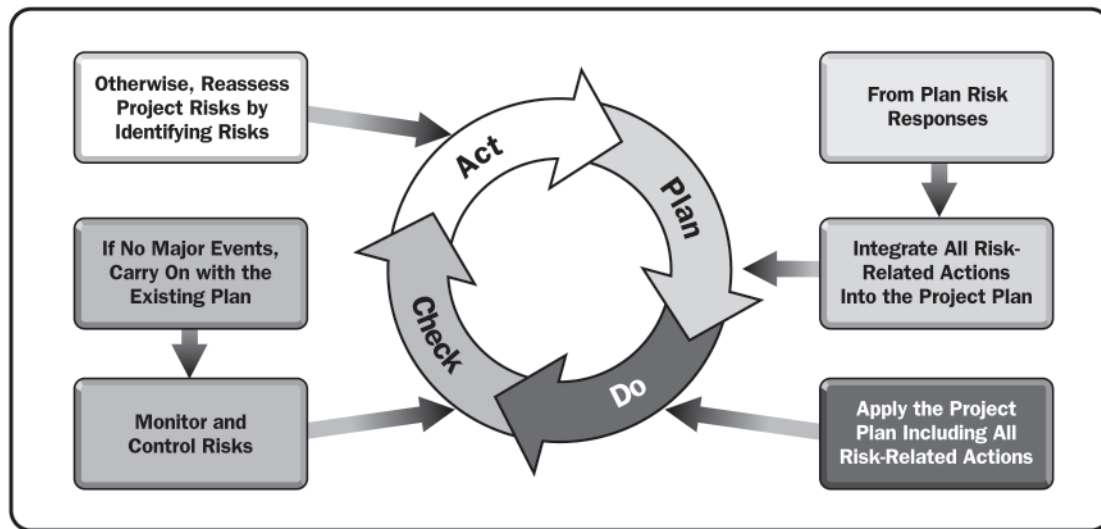 Otherwise, Reassess
Project Risks by
Identifying Risks
If No Major Events,
Carry On with the
Existing Plan
Monitor and
Control Risks
Act
Plan
Do
Check
From Plan Risk
Responses
Integrate All Risk-
Related Actions
Into the Project Plan
Apply the Project
Plan Including All
Risk-Related Actions